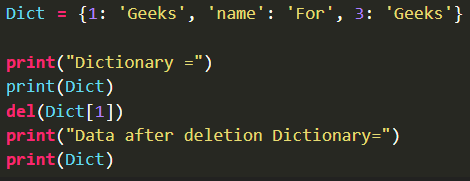 Dict = {1: 'Geeks', 'name': 'For', 3: 'Geeks'}
print("Dictionary =")
print(Dict)
del(Dict[1])
print("Data after deletion Dictionary=")
print(Dict)